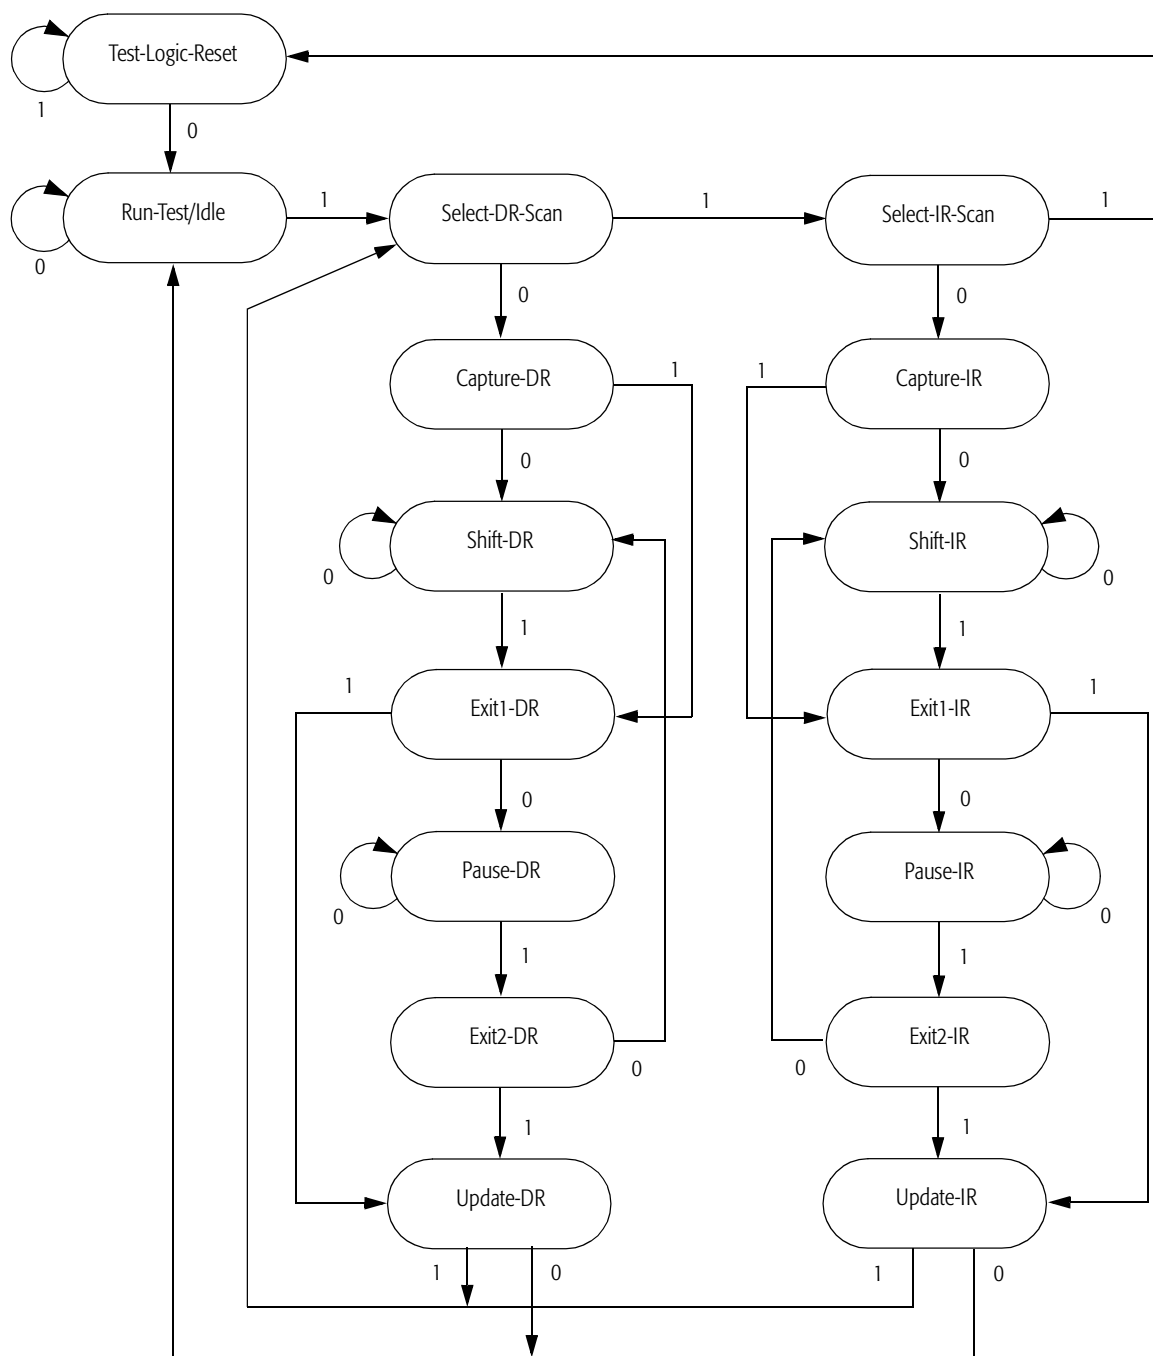 Test-Logic-Reset
1
0
Run-Test/Idle
1
Select-DR-Scan
1
Select-IR-Scan
1
0
0
0
Capture-DR
1
1
Capture-IR
0
0
Shift-DR
Shift-IR
0
0
1
1
1
Exit1-DR
Exit1-IR
1
0
0
Pause-DR
Pause-IR
0
0
1
1
Exit2-DR
Exit2-IR
0
0
1
1
Update-DR
Update-IR
1
0
1
0